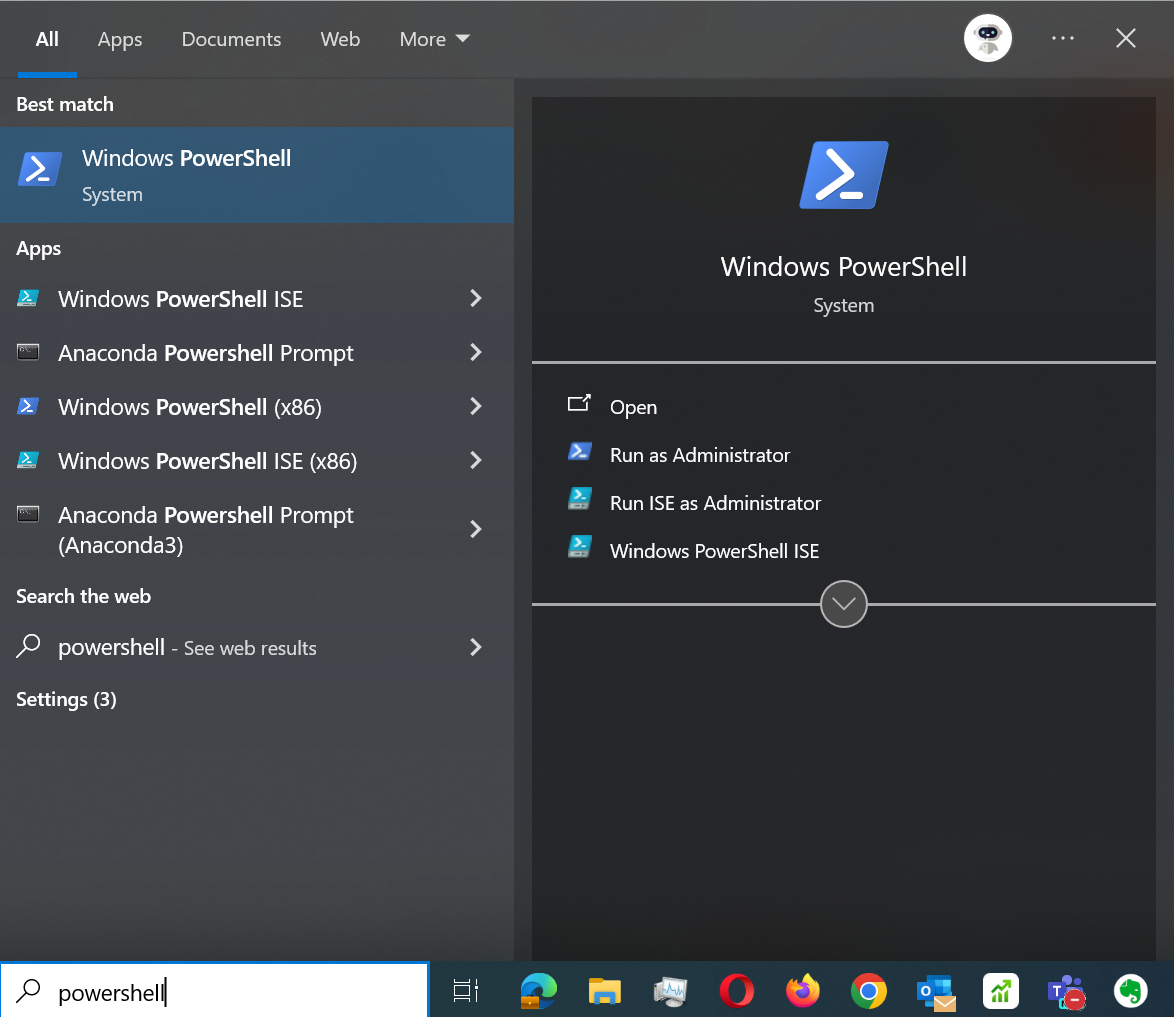 All Apps Documents Web More
Best match
Windows PowerShell
System
Apps
Windows PowerShell ISE
Anaconda Powershell Prompt
Windows PowerShell (x86)
Windows PowerShell ISE (x86)
Anaconda Powershell Prompt
(Anaconda3)
Search the web
powershell - See web results
Settings (3)
Windows PowerShell
System
Open
Run as Administrator
Run ISE as Administrator
Windows PowerShell ISE
powershell